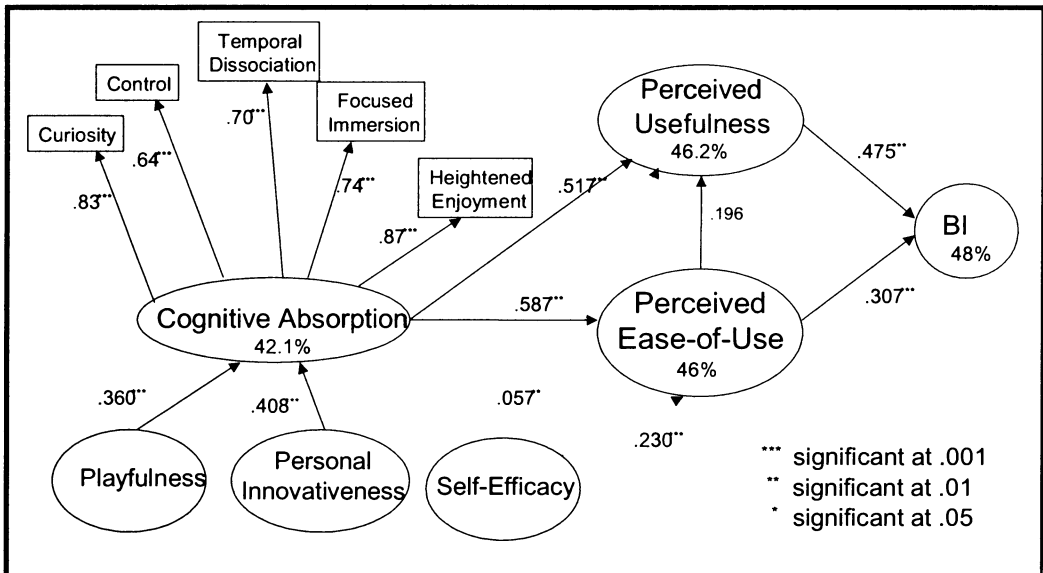 Temporal
Dissociation
Control
Focused
Immersion
Curiosity
Heightened
Enjoyment
.83***
.64***
.70***
.74***
.87***
Perceived
Usefulness
46.2%
.475**
.517**
.196
BI
48%
.587**
Cognitive Absorption
42.1%
Perceived
Ease-of-Use
46%
.307**
.360***
.408**
.057*
.230***
Playfulness
Personal
Innovativeness
Self-Efficacy
*** significant at .001
** significant at .01
* significant at .05